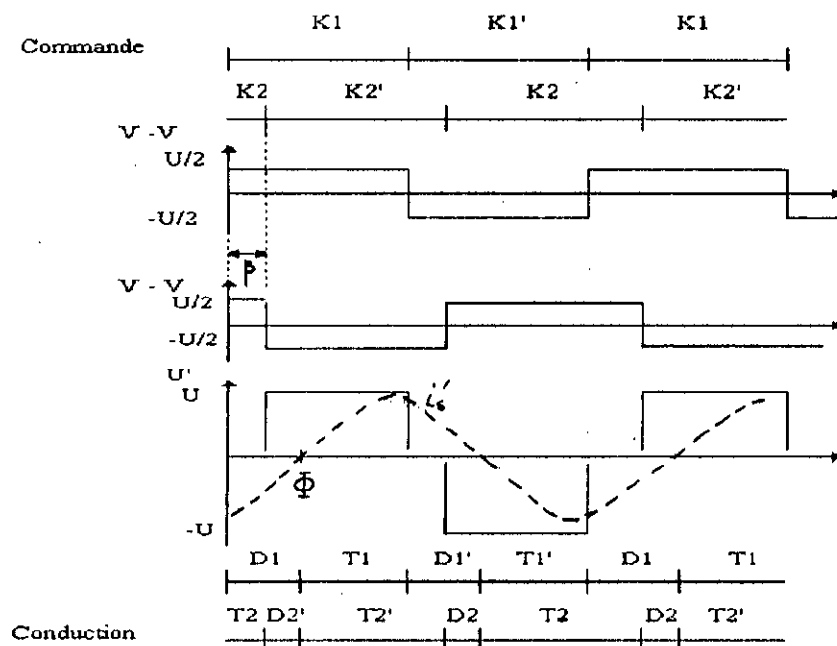 K1 K1' K1
Commande
K2 K2' K2 K2'
V - V
U/2
-U/2
β
V - V
U/2
-U/2
U'
U
i's
Φ
-U
D1 T1 D1' T1' D1 T1
T2 D2' T2' D2 T2 D2 T2'
Conduction